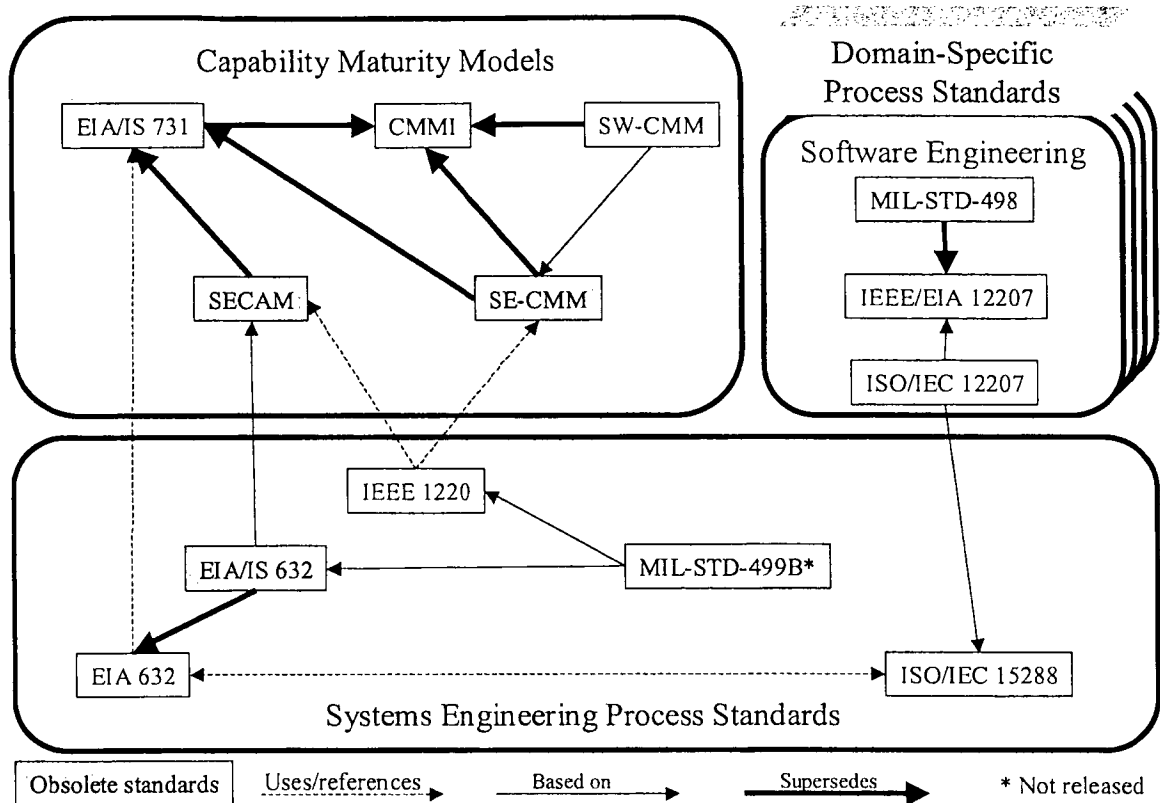 Capability Maturity Models
EIA/IS 731
CMMI
SW-CMM
SECAM
SE-CMM
Domain-Specific
Process Standards
Software Engineering
MIL-STD-498
IEEE/EIA 12207
ISO/IEC 12207
IEEE 1220
EIA/IS 632
MIL-STD-499B*
EIA 632
ISO/IEC 15288
Systems Engineering Process Standards
Obsolete standards
Uses/references
Based on
Supersedes
* Not released